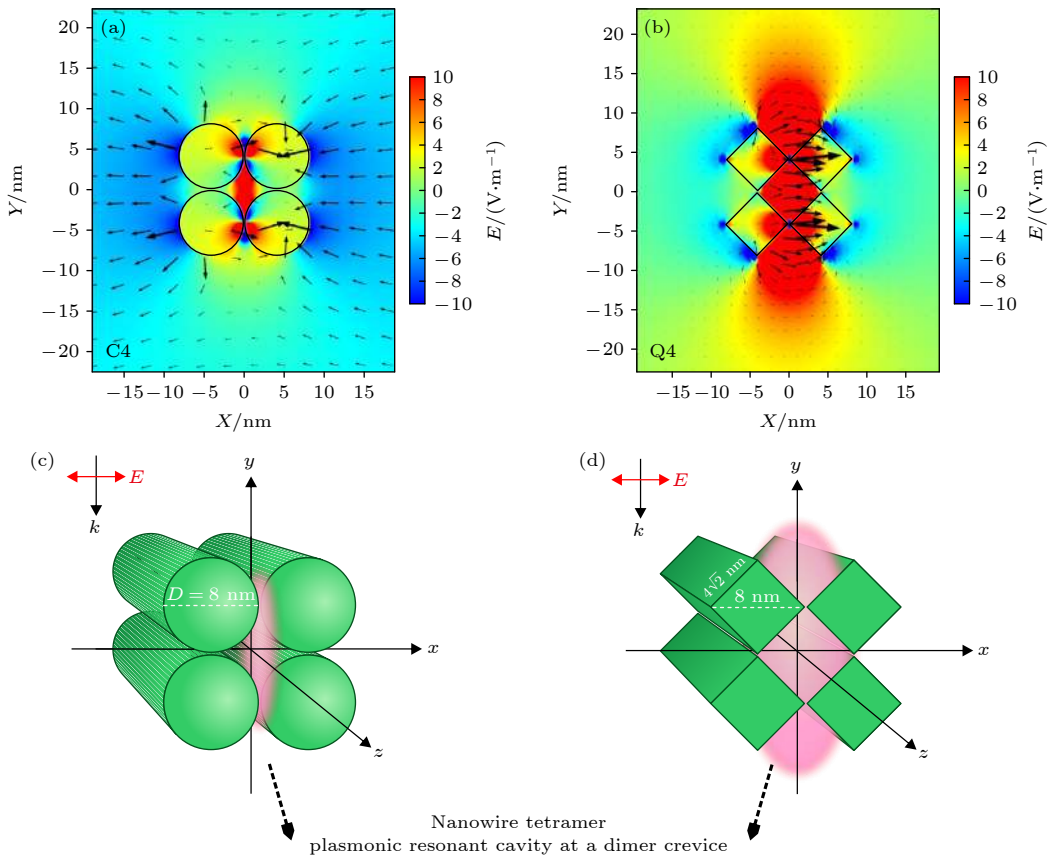 (a)
20
15
10
5
0
−5
−10
−15
−20
Y/nm
C4
−15 −10 −5 0 5 10 15
X/nm
10
8
6
4
2
0
−2
−4
−6
−8
−10
E/(V·m−1)
(b)
20
15
10
5
0
−5
−10
−15
−20
Y/nm
Q4
−15 −10 −5 0 5 10 15
X/nm
10
8
6
4
2
0
−2
−4
−6
−8
−10
E/(V·m−1)
(c)
E
k
y
D = 8 nm
x
z
(d)
E
k
y
4√2 nm
8 nm
x
z
Nanowire tetramer
plasmonic resonant cavity at a dimer crevice